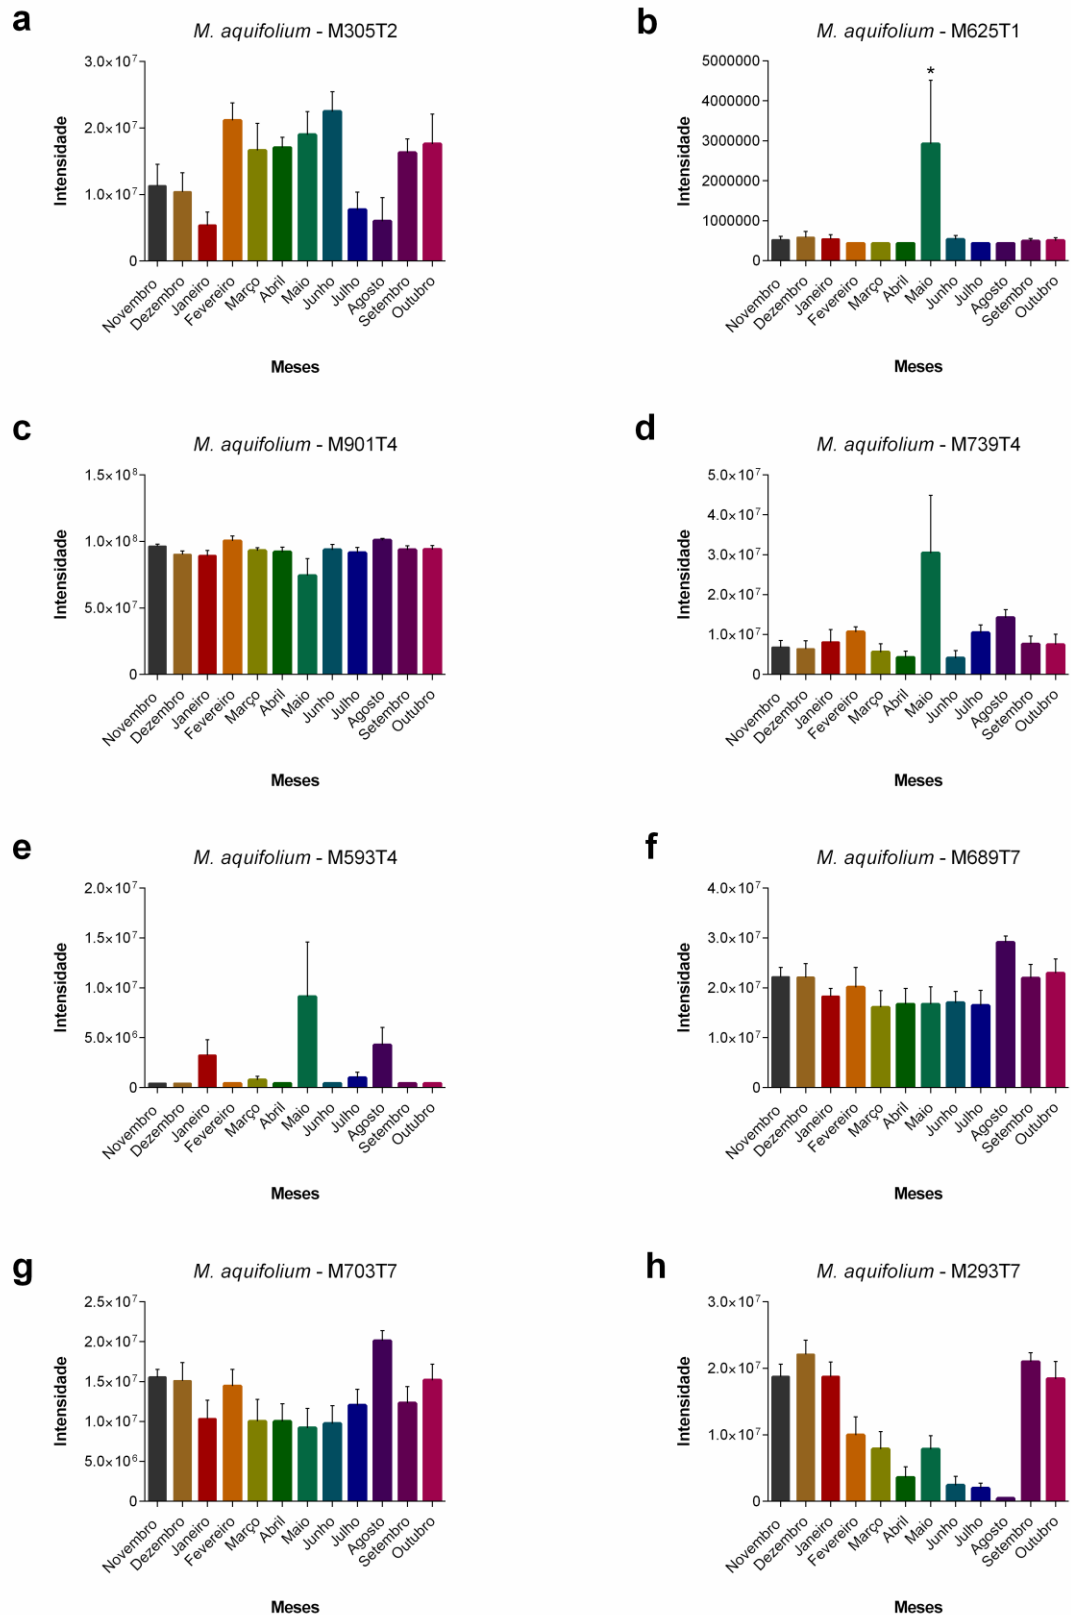 a
M. aquifolium - M305T2
3.0×10⁷
2.0×10⁷
1.0×10⁷
0
Intensidade
Novembro
Dezembro
Janeiro
Fevereiro
Março
Abril
Maio
Junho
Julho
Agosto
Setembro
Outubro
Meses
b
M. aquifolium - M625T1
5000000
4000000
3000000
2000000
1000000
0
Intensidade
*
Novembro
Dezembro
Janeiro
Fevereiro
Março
Abril
Maio
Junho
Julho
Agosto
Setembro
Outubro
Meses
c
M. aquifolium - M901T4
1.5×10⁸
1.0×10⁸
5.0×10⁷
0
Intensidade
Novembro
Dezembro
Janeiro
Fevereiro
Março
Abril
Maio
Junho
Julho
Agosto
Setembro
Outubro
Meses
d
M. aquifolium - M739T4
5.0×10⁷
4.0×10⁷
3.0×10⁷
2.0×10⁷
1.0×10⁷
0
Intensidade
Novembro
Dezembro
Janeiro
Fevereiro
Março
Abril
Maio
Junho
Julho
Agosto
Setembro
Outubro
Meses
e
M. aquifolium - M593T4
2.0×10⁷
1.5×10⁷
1.0×10⁷
5.0×10⁶
0
Intensidade
Novembro
Dezembro
Janeiro
Fevereiro
Março
Abril
Maio
Junho
Julho
Agosto
Setembro
Outubro
Meses
f
M. aquifolium - M689T7
4.0×10⁷
3.0×10⁷
2.0×10⁷
1.0×10⁷
0
Intensidade
Novembro
Dezembro
Janeiro
Fevereiro
Março
Abril
Maio
Junho
Julho
Agosto
Setembro
Outubro
Meses
g
M. aquifolium - M703T7
2.5×10⁷
2.0×10⁷
1.5×10⁷
1.0×10⁷
5.0×10⁶
0
Intensidade
Novembro
Dezembro
Janeiro
Fevereiro
Março
Abril
Maio
Junho
Julho
Agosto
Setembro
Outubro
Meses
h
M. aquifolium - M293T7
3.0×10⁷
2.0×10⁷
1.0×10⁷
0
Intensidade
Novembro
Dezembro
Janeiro
Fevereiro
Março
Abril
Maio
Junho
Julho
Agosto
Setembro
Outubro
Meses